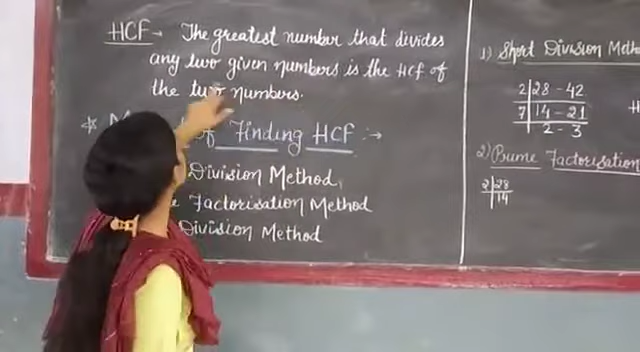 HCF → The greatest number that divides
any two given numbers is the HCF of
the two numbers.
* M of Finding HCF :→
Division Method,
Factorisation Method
Division Method
1) Short Division Meth
2 | 28 - 42
7 | 14 - 21
2 - 3
H
2) Prime Factorisation
2 | 28
14